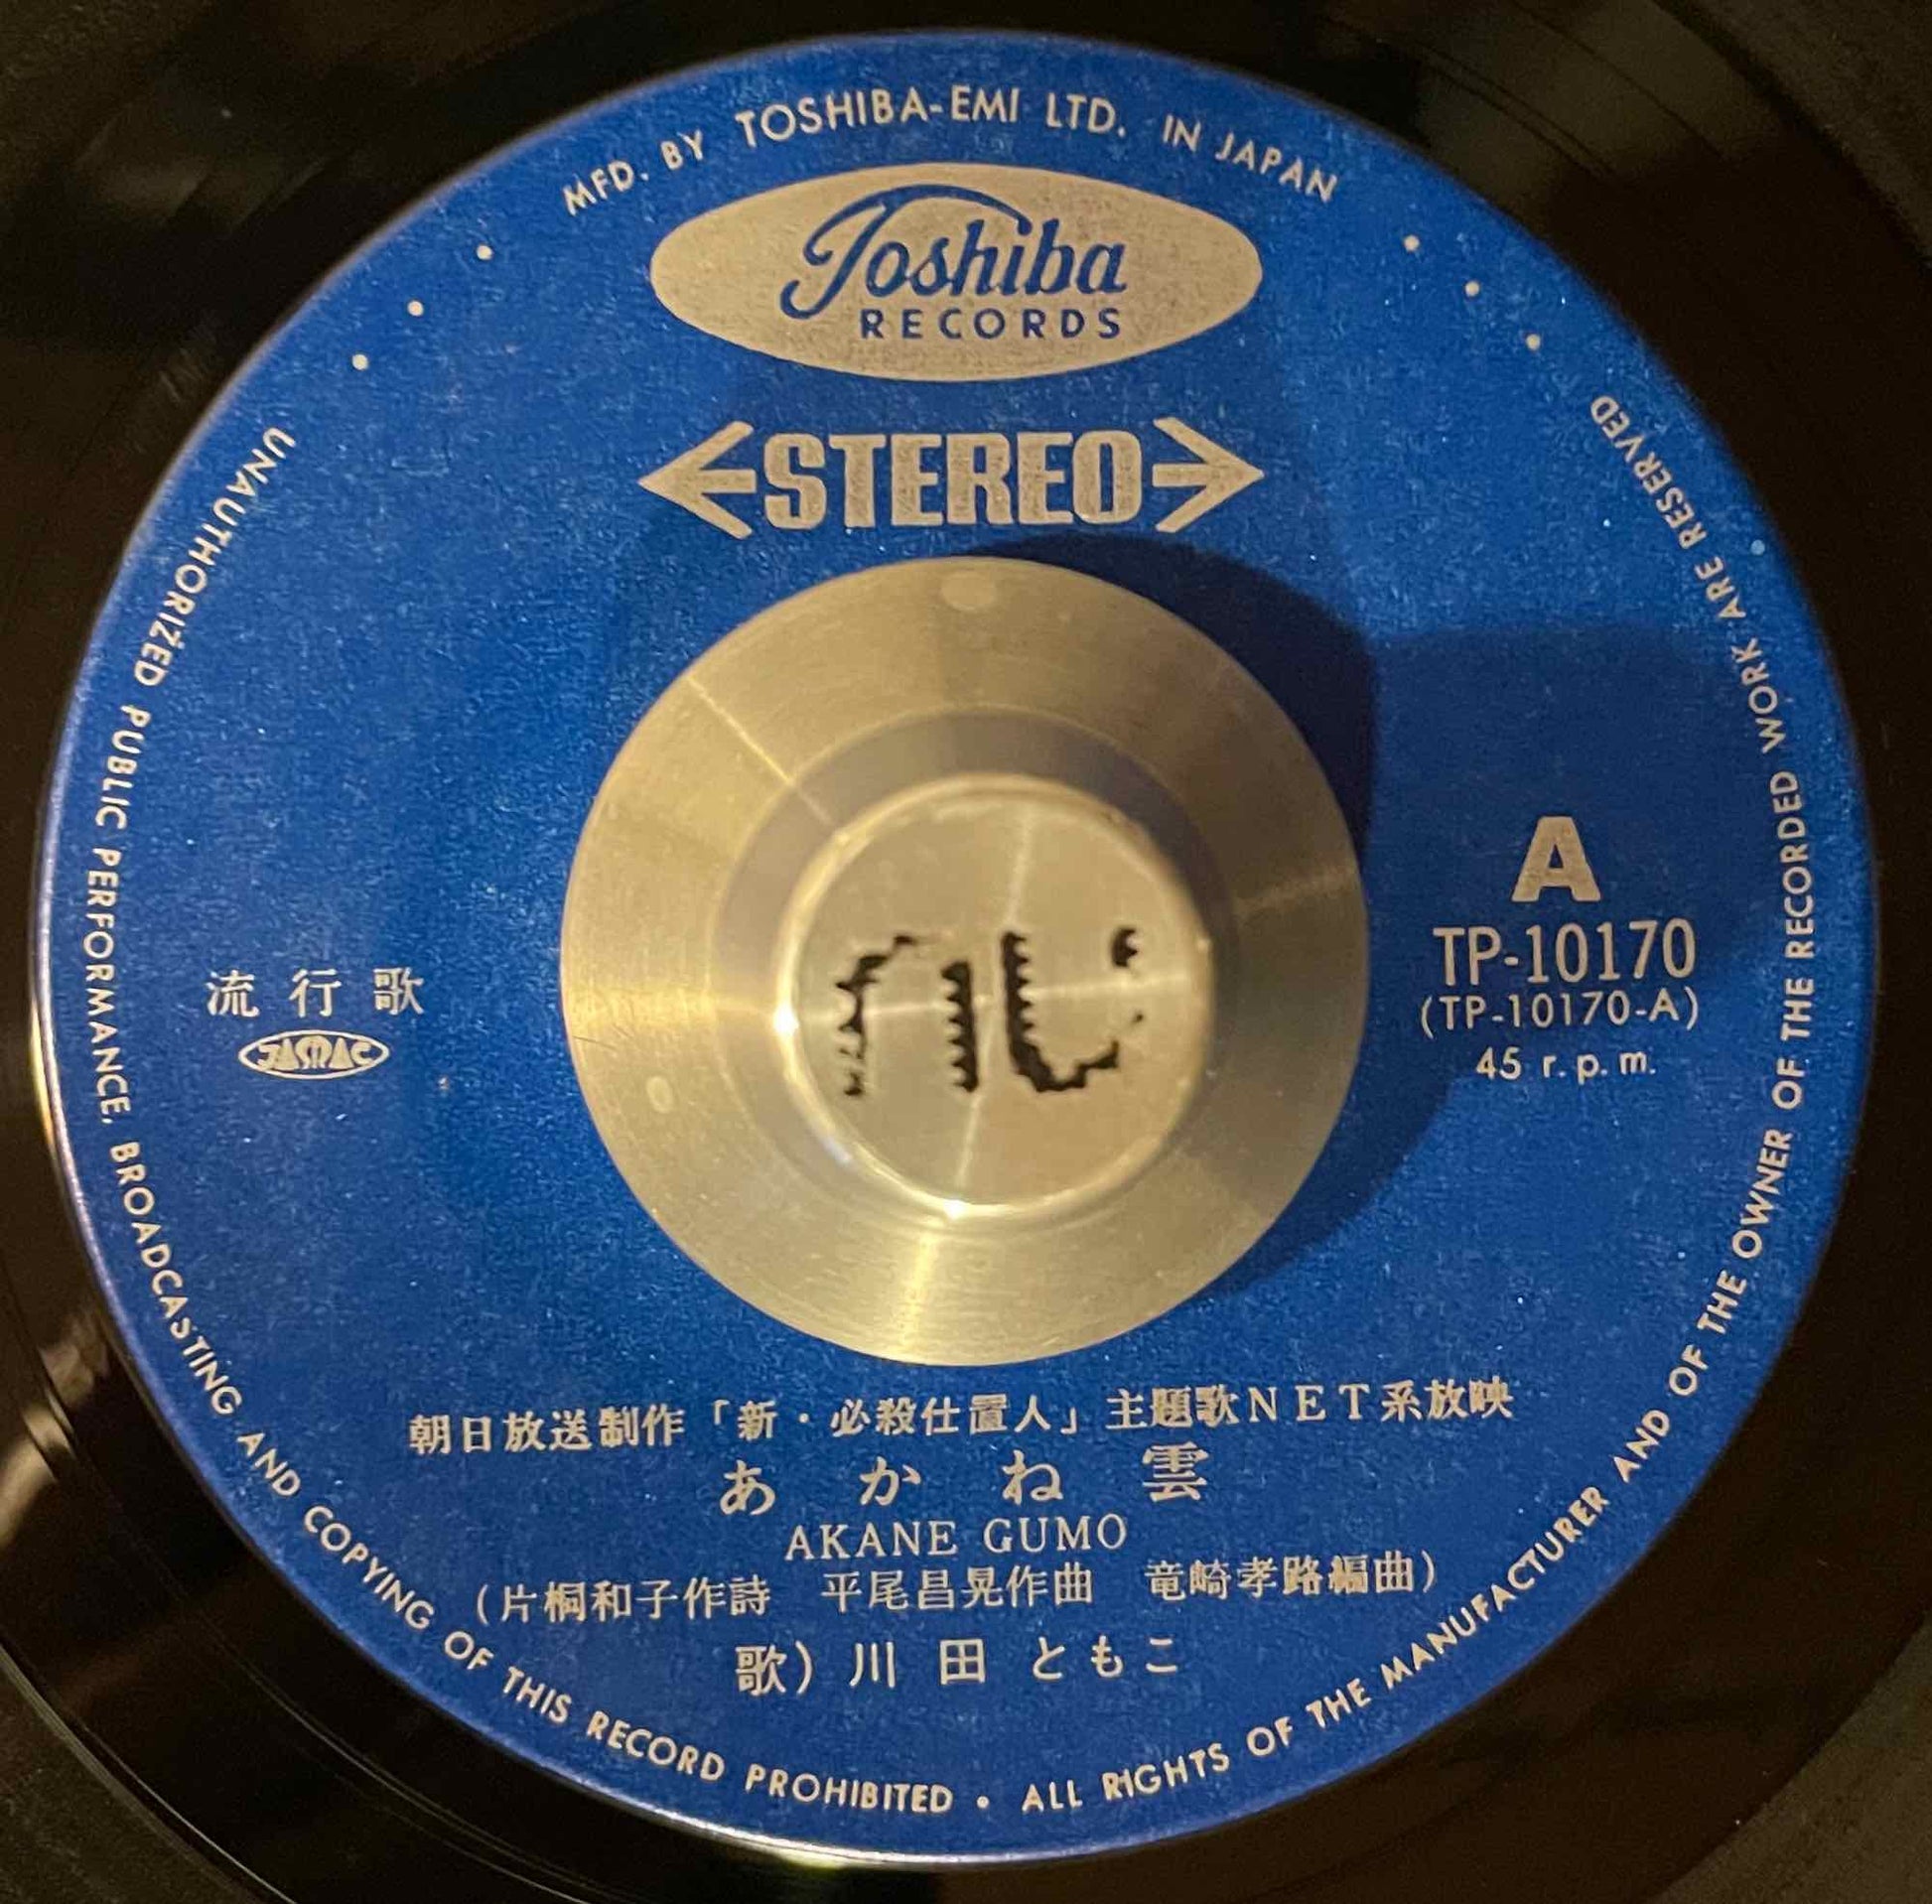 MFD. BY TOSHIBA-EMI LTD. IN JAPAN
Toshiba
RECORDS
STEREO
流行歌
JASRAC
A
TP-10170
(TP-10170-A)
45 r.p.m.
朝日放送制作「新・必殺仕置人」主題歌NET系放映
あかね雲
AKANE GUMO
(片桐和子作詩 平尾昌晃作曲 竜崎孝路編曲)
歌)川田ともこ
UNAUTHORIZED PUBLIC PERFORMANCE, BROADCASTING AND COPYING OF THIS RECORD PROHIBITED • ALL RIGHTS OF THE MANUFACTURER AND OF THE OWNER OF THE RECORDED WORK ARE RESERVED